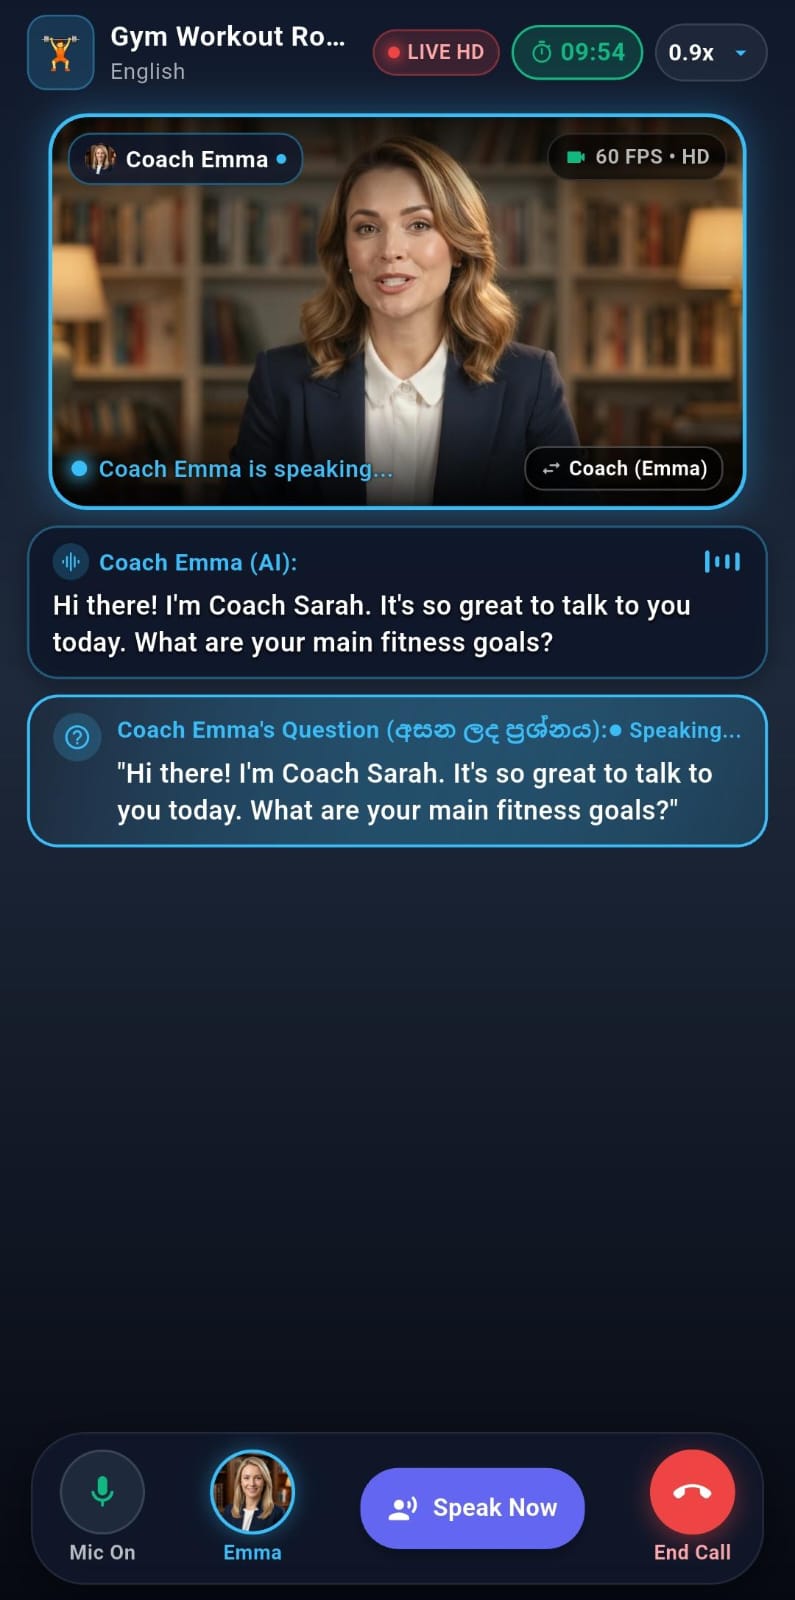 Gym Workout Ro...
English
LIVE HD
09:54
0.9x
Coach Emma
60 FPS • HD
Coach Emma is speaking...
Coach (Emma)
Coach Emma (AI):
Hi there! I'm Coach Sarah. It's so great to talk to you
today. What are your main fitness goals?
Coach Emma's Question (අසන ලද ප්‍රශ්නය):● Speaking...
"Hi there! I'm Coach Sarah. It's so great to talk to
you today. What are your main fitness goals?"
Mic On
Emma
Speak Now
End Call